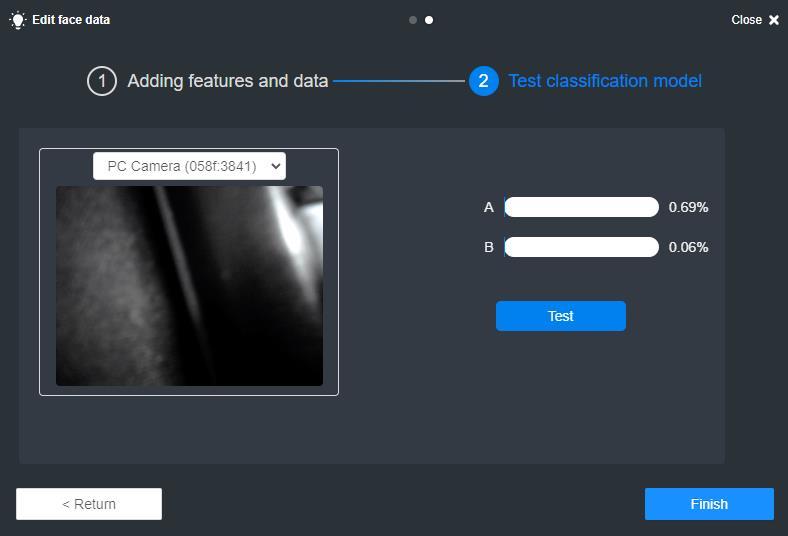 Edit face data
Close
1 Adding features and data
2 Test classification model
PC Camera (058f:3841)
A 0.69%
B 0.06%
Test
< Return
Finish